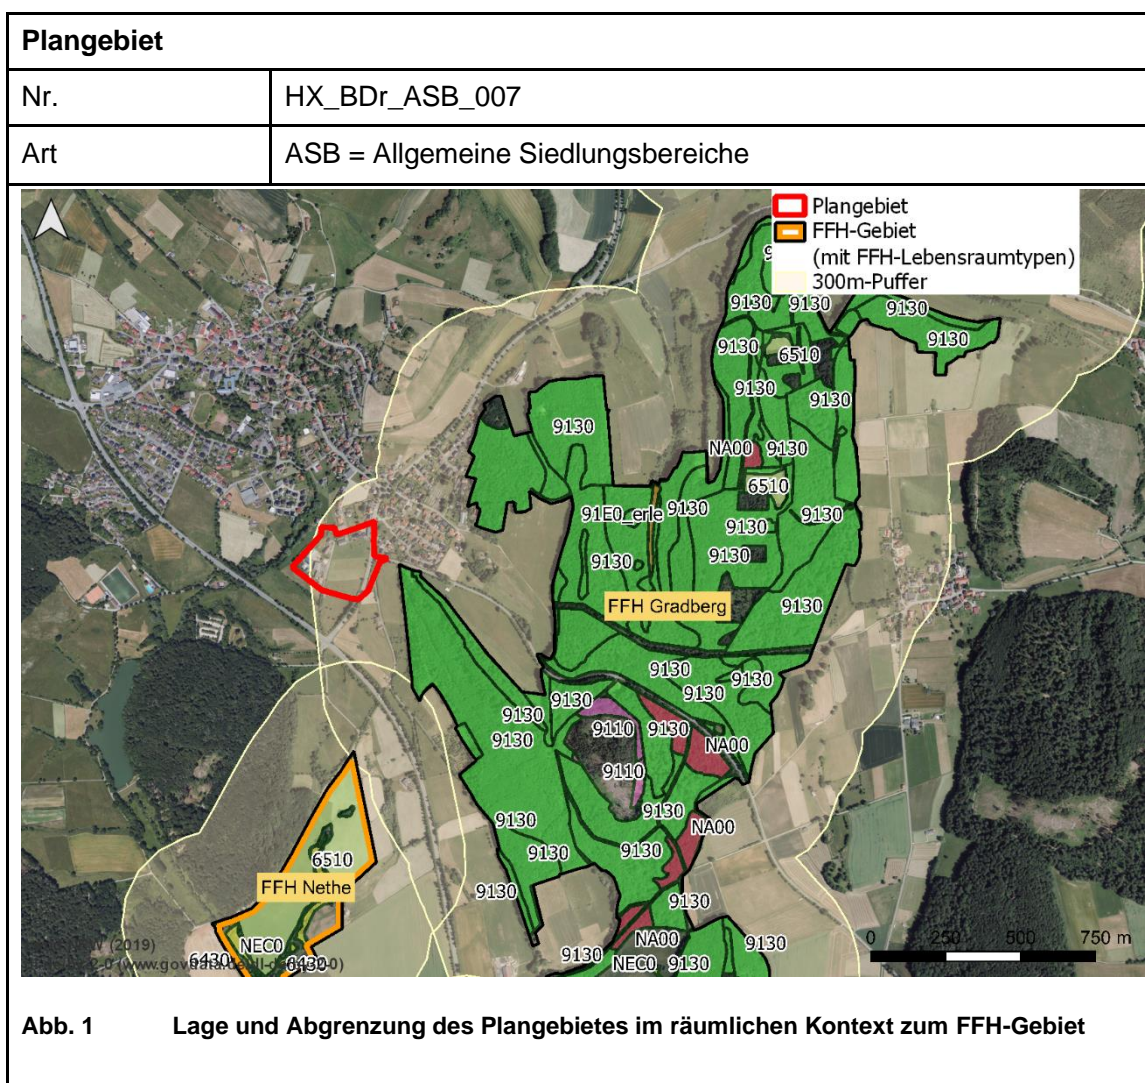 Plangebiet
Nr. HX_BDr_ASB_007
Art ASB = Allgemeine Siedlungsbereiche
Plangebiet
FFH-Gebiet
(mit FFH-Lebensraumtypen)
300m-Puffer
9130 9130 9130
9130 6510 9130
9130 9130
9130
NA00 9130
6510
91E0_erle 9130 9130
9130
9130 9130
FFH Gradberg 9130
9130
9130 9130
9130 9130 9110 9130
9130 NA00
9110
9130 9130 NA00
9130 9130
6510
FFH Nethe 9130 9130
NA00
NEC0 9130 NEC0 9130 9130
6430 6430
(2019)
0 250 500 750 m
Abb. 1 Lage und Abgrenzung des Plangebietes im räumlichen Kontext zum FFH-Gebiet